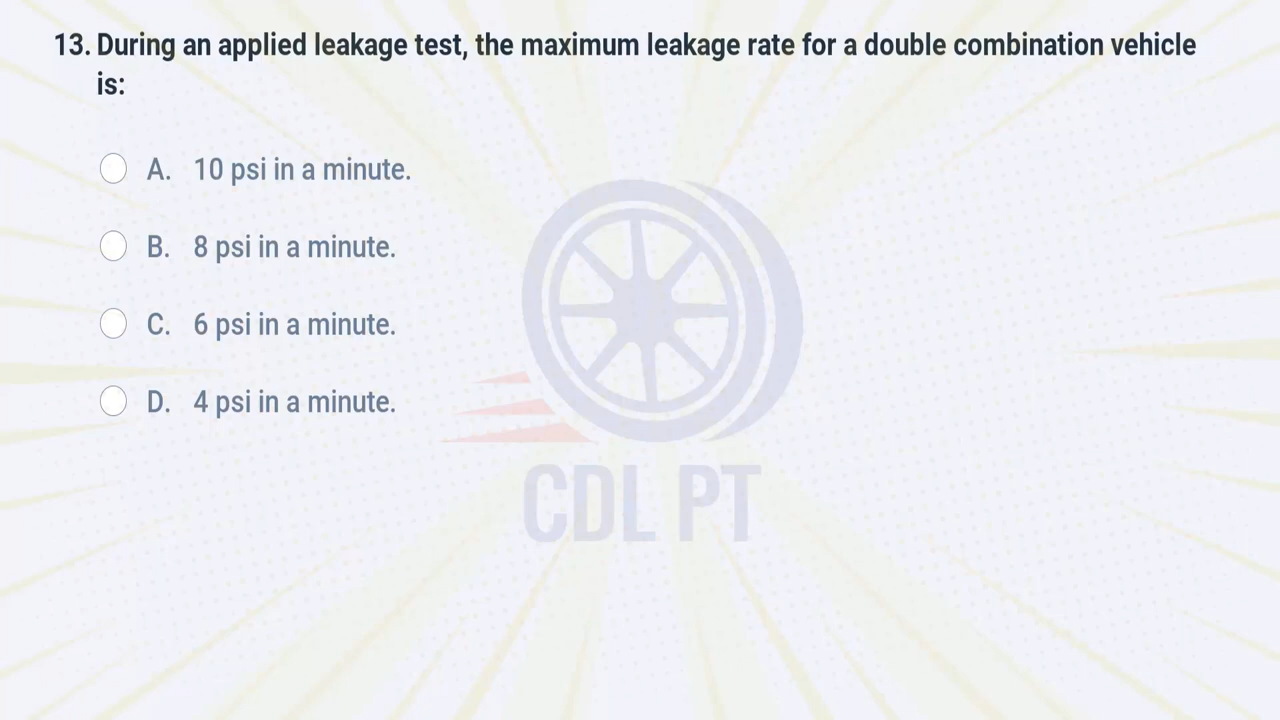 13. During an applied leakage test, the maximum leakage rate for a double combination vehicle
is:
A. 10 psi in a minute.
B. 8 psi in a minute.
C. 6 psi in a minute.
D. 4 psi in a minute.
CDL PT